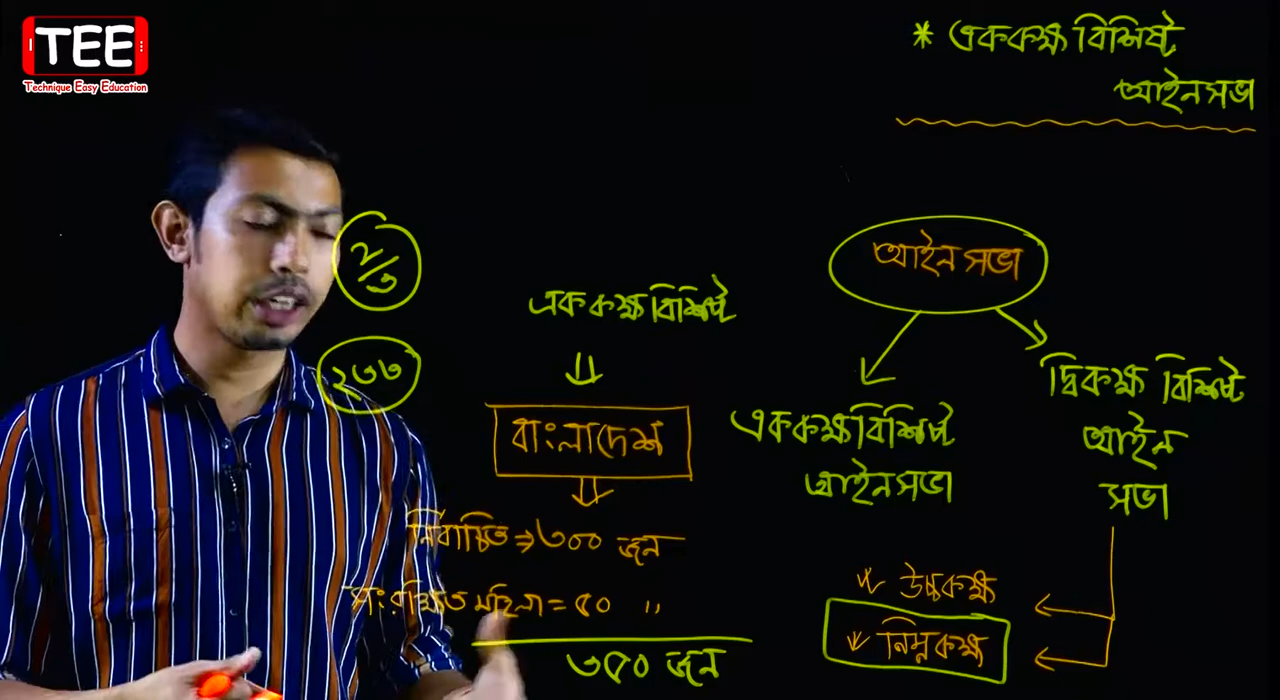 TEE
Technique Easy Education
* এককক্ষ বিশিষ্ট
আইনসভা
আইনসভা
২/৩
এককক্ষ বিশিষ্ট
দ্বিকক্ষ বিশিষ্ট
আইন
সভা
২৩৩
বাংলাদেশ
এককক্ষ বিশিষ্ট
আইনসভা
নির্বাচিত ⇒ ৩০০ জন
সংরক্ষিত মহিলা = ৫০ ,,
৩৫০ জন
উচ্চকক্ষ
নিম্নকক্ষ